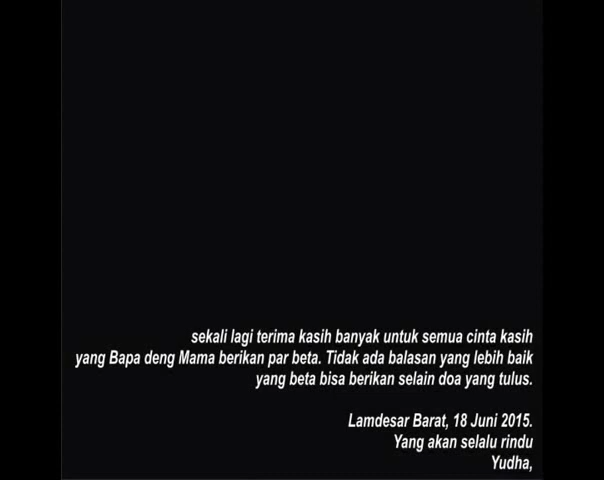 sekali lagi terima kasih banyak untuk semua cinta kasih
yang Bapa deng Mama berikan par beta. Tidak ada balasan yang lebih baik
yang beta bisa berikan selain doa yang tulus.
Lamdesar Barat, 18 Juni 2015.
Yang akan selalu rindu
Yudha,